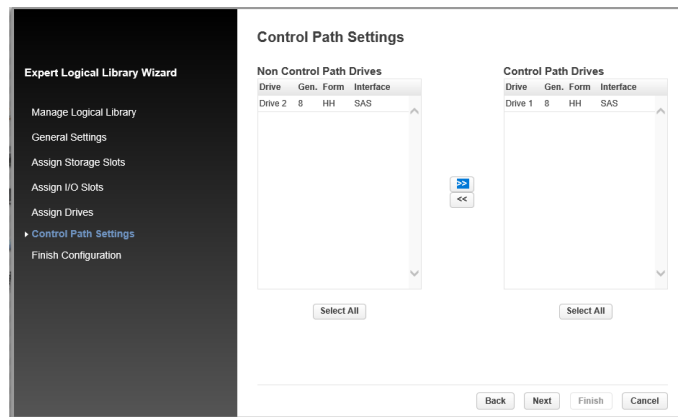 Control Path Settings
Expert Logical Library Wizard
Manage Logical Library
General Settings
Assign Storage Slots
Assign I/O Slots
Assign Drives
Control Path Settings
Finish Configuration
Non Control Path Drives
Drive Gen. Form Interface
Drive 2 8 HH SAS
Select All
>>
<<
Control Path Drives
Drive Gen. Form Interface
Drive 1 8 HH SAS
Select All
Back Next Finish Cancel